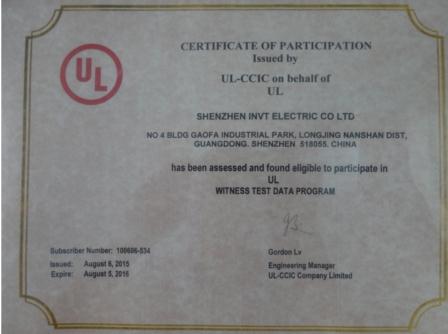 UL
CERTIFICATE OF PARTICIPATION
Issued by
UL-CCIC on behalf of
UL
SHENZHEN INVT ELECTRIC CO LTD
NO 4 BLDG GAOFA INDUSTRIAL PARK, LONGJING NANSHAN DIST,
GUANGDONG. SHENZHEN 518055. CHINA
has been assessed and found eligible to participate in
UL
WITNESS TEST DATA PROGRAM
Subscriber Number: 100606-534
Issued: August 6, 2015
Expire: August 5, 2016
Gordon Lv
Engineering Manager
UL-CCIC Company Limited